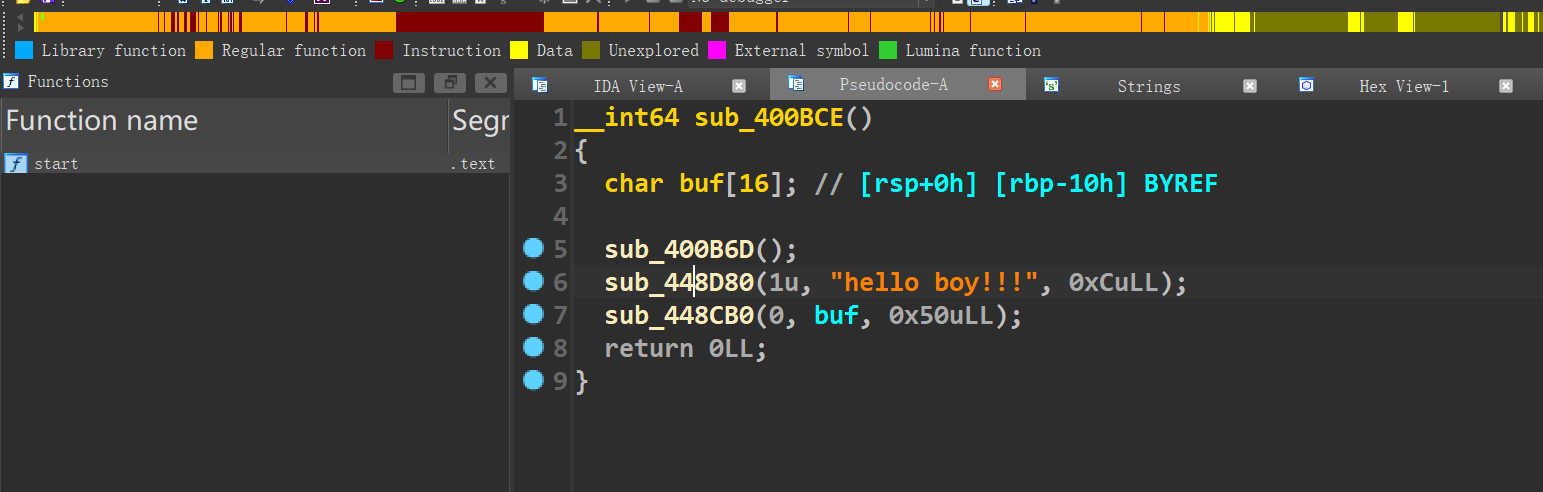 Library function Regular function Instruction Data Unexplored External symbol Lumina function
Functions
IDA View-A Pseudocode-A Strings Hex View-1
Function name Segr
start .text
1 __int64 sub_400BCE()
2 {
3 char buf[16]; // [rsp+0h] [rbp-10h] BYREF
4
5 sub_400B6D();
6 sub_448D80(1u, "hello boy!!!", 0xCuLL);
7 sub_448CB0(0, buf, 0x50uLL);
8 return 0LL;
9 }